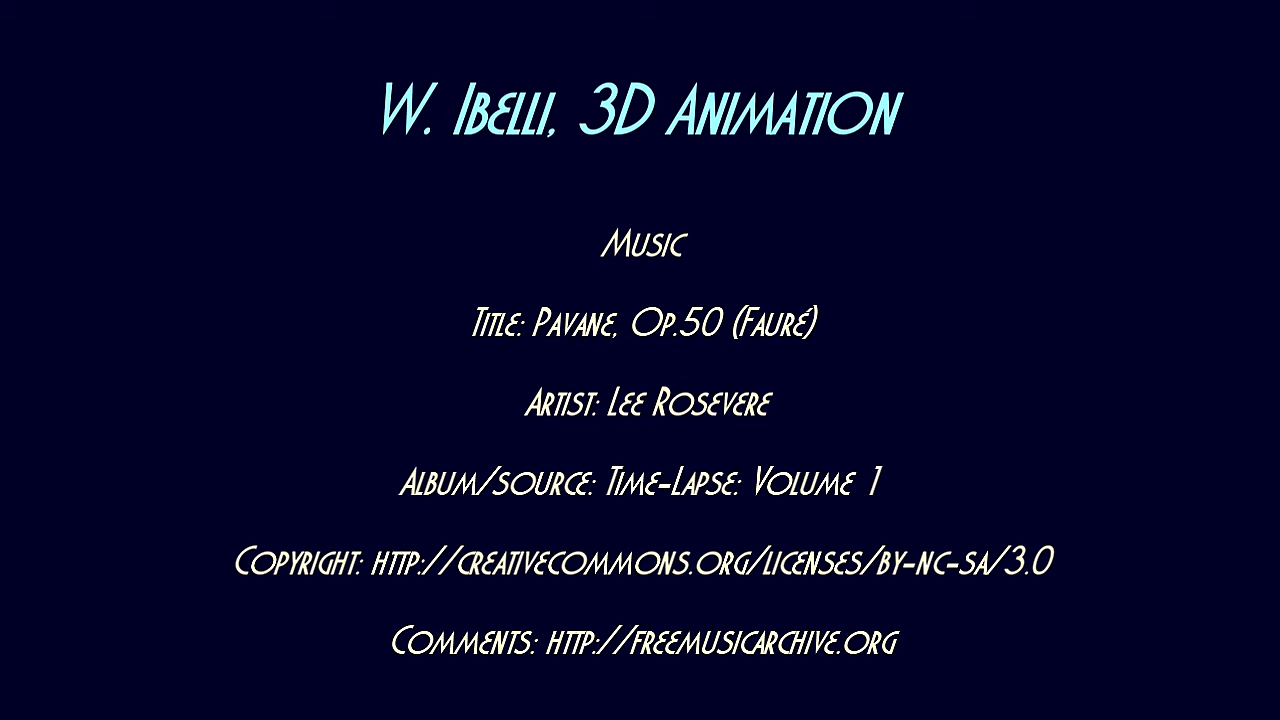 W. Ibelli, 3D Animation
Music
Title: Pavane, Op.50 (Fauré)
Artist: Lee Rosevere
Album/source: Time-Lapse: Volume 1
Copyright: http://creativecommons.org/licenses/by-nc-sa/3.0
Comments: http://freemusicarchive.org